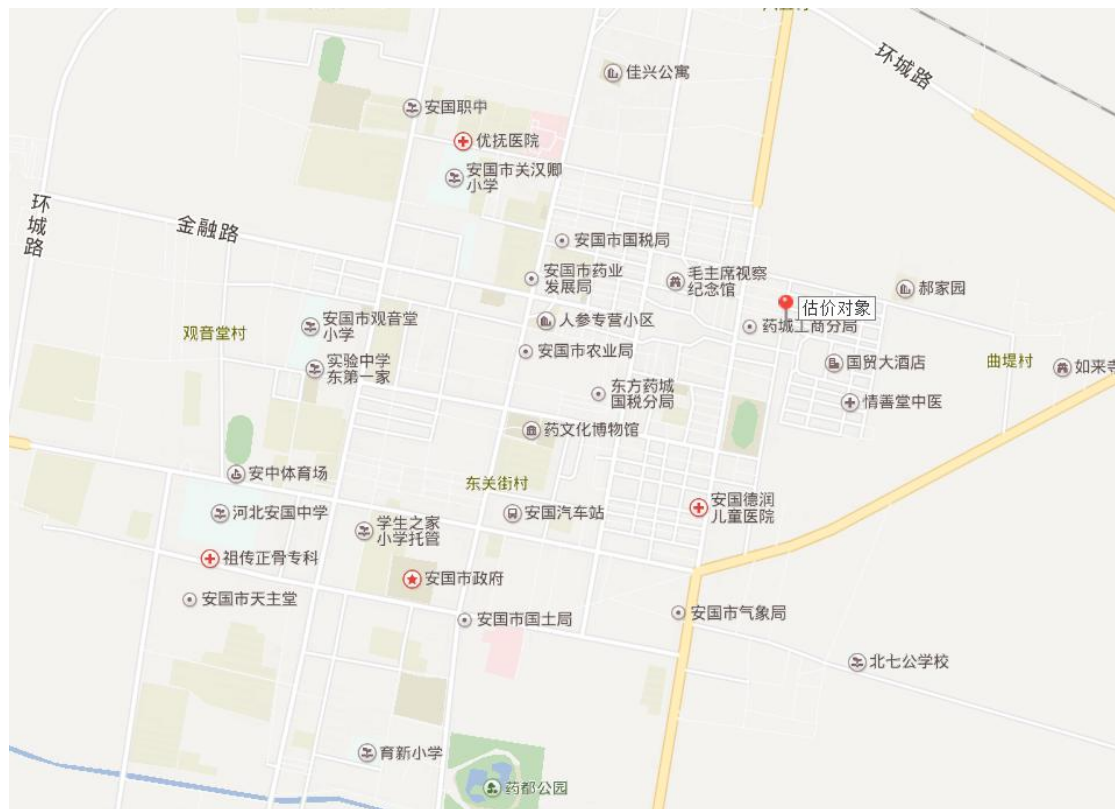 环城路
佳兴公寓
安国职中
优抚医院
安国市关汉卿
小学
环城路
金融路
安国市国税局
安国市药业
发展局
毛主席视察
纪念馆
郝家园
估价对象
人参专营小区
药城工商分局
安国市观音堂
小学
观音堂村
安国市农业局
实验中学
东第一家
国贸大酒店
曲堤村
如来寺
东方药城
国税分局
情善堂中医
药文化博物馆
安中体育场
东关街村
安国德润
儿童医院
河北安国中学
学生之家
小学托管
安国汽车站
祖传正骨专科
安国市政府
安国市天主堂
安国市国土局
安国市气象局
北七公学校
育新小学
药都公园